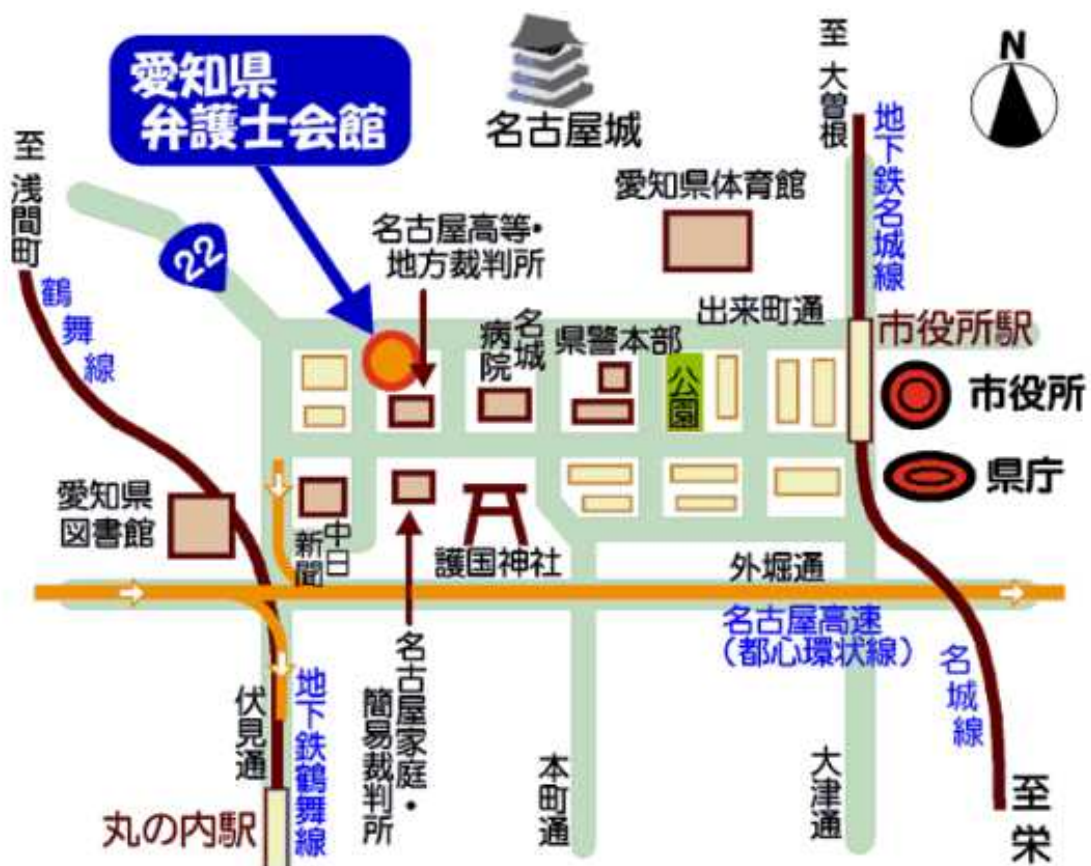 愛知県
弁護士会館
名古屋城
至 大曽根
N
地下鉄名城線
至 浅間町
鶴舞線
22
愛知県体育館
名古屋高等・
地方裁判所
出来町通
市役所駅
名城
病院
県警本部
公園
市役所
県庁
愛知県
図書館
中日
新聞
護国神社
外堀通
名古屋高速
(都心環状線)
名城線
伏見通
地下鉄鶴舞線
名古屋家庭・
簡易裁判所
本町通
大津通
至 栄
丸の内駅